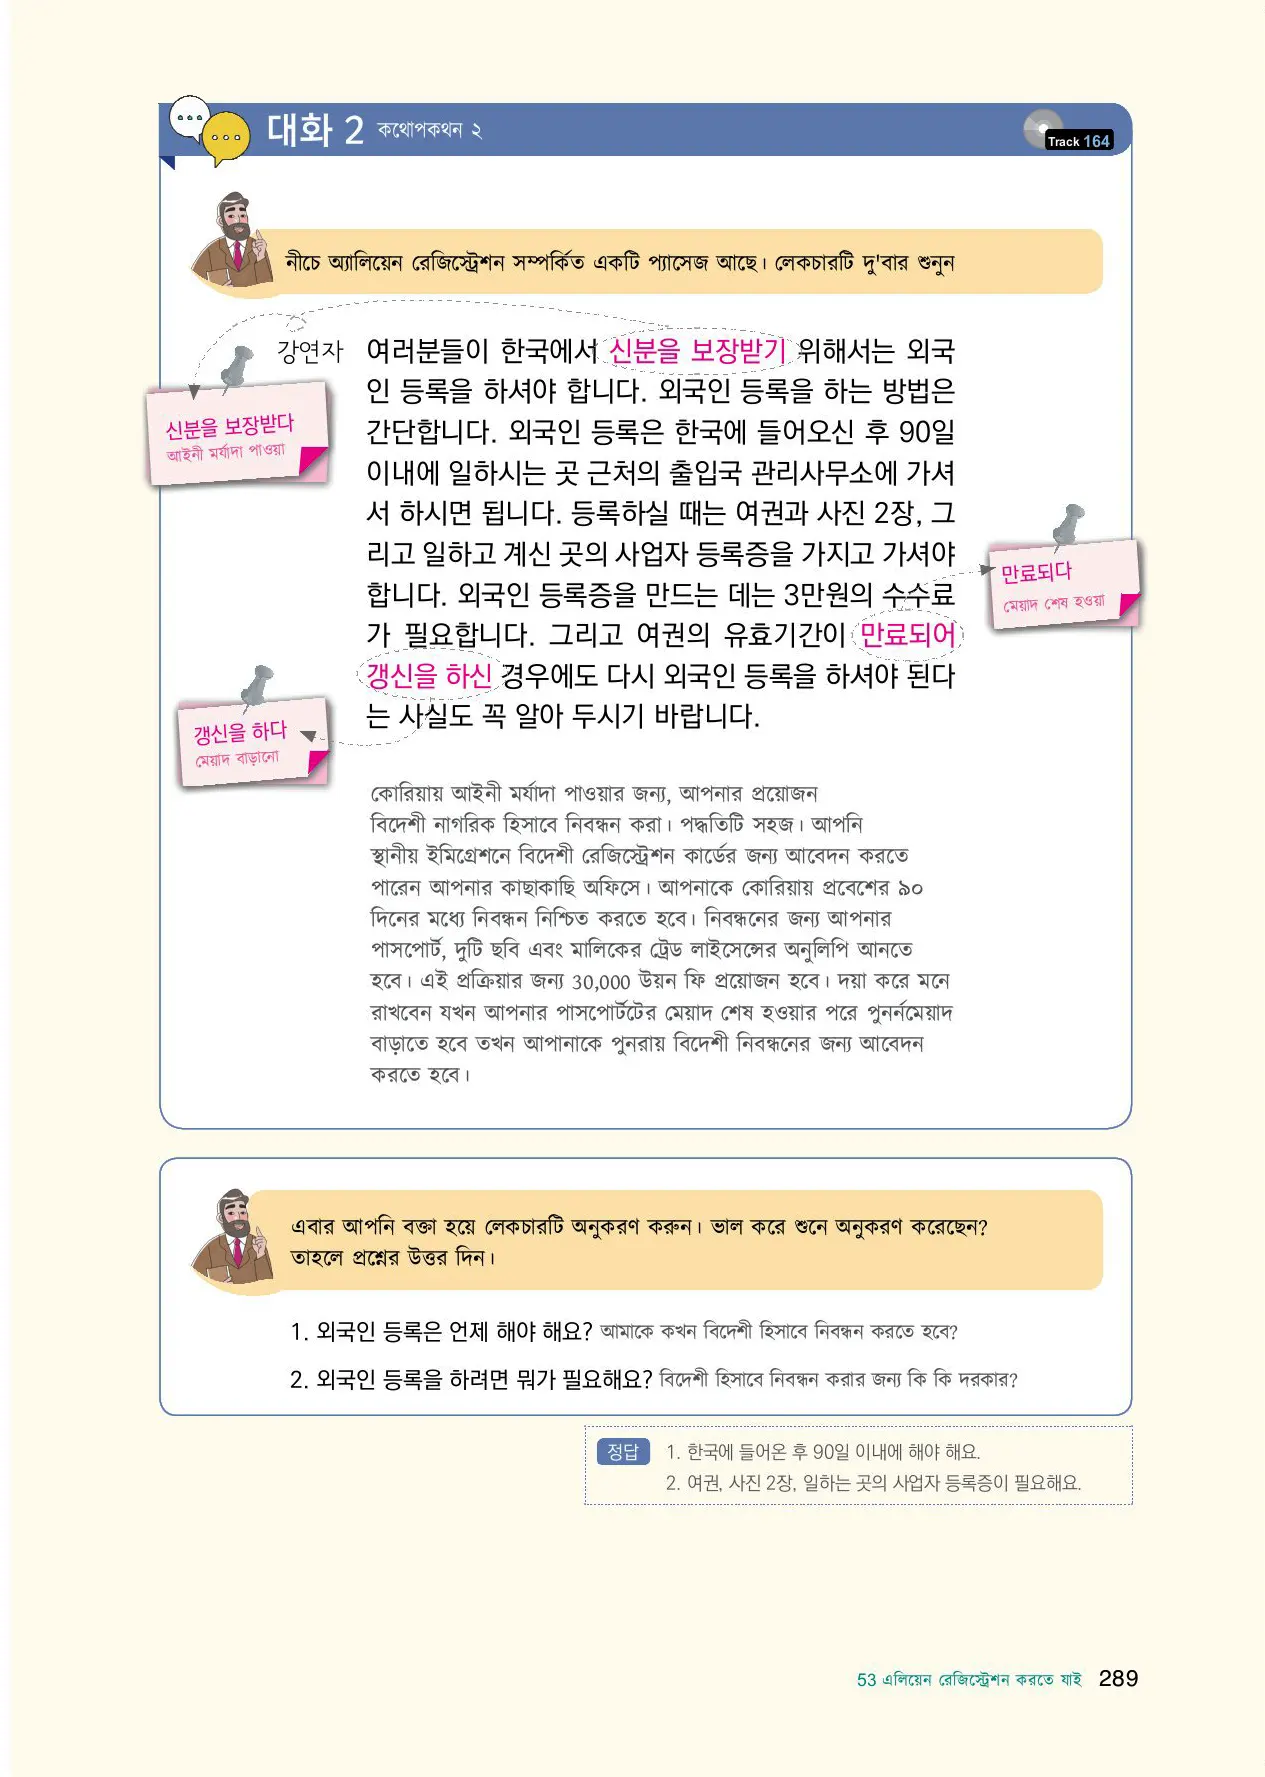 대화 2 কথোপকথন ২
Track 164
নীচে অ্যালিয়েন রেজিস্ট্রেশন সম্পর্কিত একটি প্যাসেজ আছে। লেকচারটি দু'বার শুনুন
강연자 여러분들이 한국에서 신분을 보장받기 위해서는 외국
인 등록을 하셔야 합니다. 외국인 등록을 하는 방법은
간단합니다. 외국인 등록은 한국에 들어오신 후 90일
이내에 일하시는 곳 근처의 출입국 관리사무소에 가셔
서 하시면 됩니다. 등록하실 때는 여권과 사진 2장, 그
리고 일하고 계신 곳의 사업자 등록증을 가지고 가셔야
합니다. 외국인 등록증을 만드는 데는 3만원의 수수료
가 필요합니다. 그리고 여권의 유효기간이 만료되어
갱신을 하신 경우에도 다시 외국인 등록을 하셔야 된다
는 사실도 꼭 알아 두시기 바랍니다.
신분을 보장받다
আইনী মর্যাদা পাওয়া
만료되다
মেয়াদ শেষ হওয়া
갱신을 하다
মেয়াদ বাড়ানো
কোরিয়ায় আইনী মর্যাদা পাওয়ার জন্য, আপনার প্রয়োজন
বিদেশী নাগরিক হিসাবে নিবন্ধন করা। পদ্ধতিটি সহজ। আপনি
স্থানীয় ইমিগ্রেশনে বিদেশী রেজিস্ট্রেশন কার্ডের জন্য আবেদন করতে
পারেন আপনার কাছাকাছি অফিসে। আপনাকে কোরিয়ায় প্রবেশের ৯০
দিনের মধ্যে নিবন্ধন নিশ্চিত করতে হবে। নিবন্ধনের জন্য আপনার
পাসপোর্ট, দুটি ছবি এবং মালিকের ট্রেড লাইসেন্সের অনুলিপি আনতে
হবে। এই প্রক্রিয়ার জন্য 30,000 উয়ন ফি প্রয়োজন হবে। দয়া করে মনে
রাখবেন যখন আপনার পাসপোর্টটের মেয়াদ শেষ হওয়ার পরে পুনর্নমেয়াদ
বাড়াতে হবে তখন আপানাকে পুনরায় বিদেশী নিবন্ধনের জন্য আবেদন
করতে হবে।
এবার আপনি বক্তা হয়ে লেকচারটি অনুকরণ করুন। ভাল করে শুনে অনুকরণ করেছেন?
তাহলে প্রশ্নের উত্তর দিন।
1. 외국인 등록은 언제 해야 해요? আমাকে কখন বিদেশী হিসাবে নিবন্ধন করতে হবে?
2. 외국인 등록을 하려면 뭐가 필요해요? বিদেশী হিসাবে নিবন্ধন করার জন্য কি কি দরকার?
정답 1. 한국에 들어온 후 90일 이내에 해야 해요.
2. 여권, 사진 2장, 일하는 곳의 사업자 등록증이 필요해요.
53 এলিয়েন রেজিস্ট্রেশন করতে যাই 289